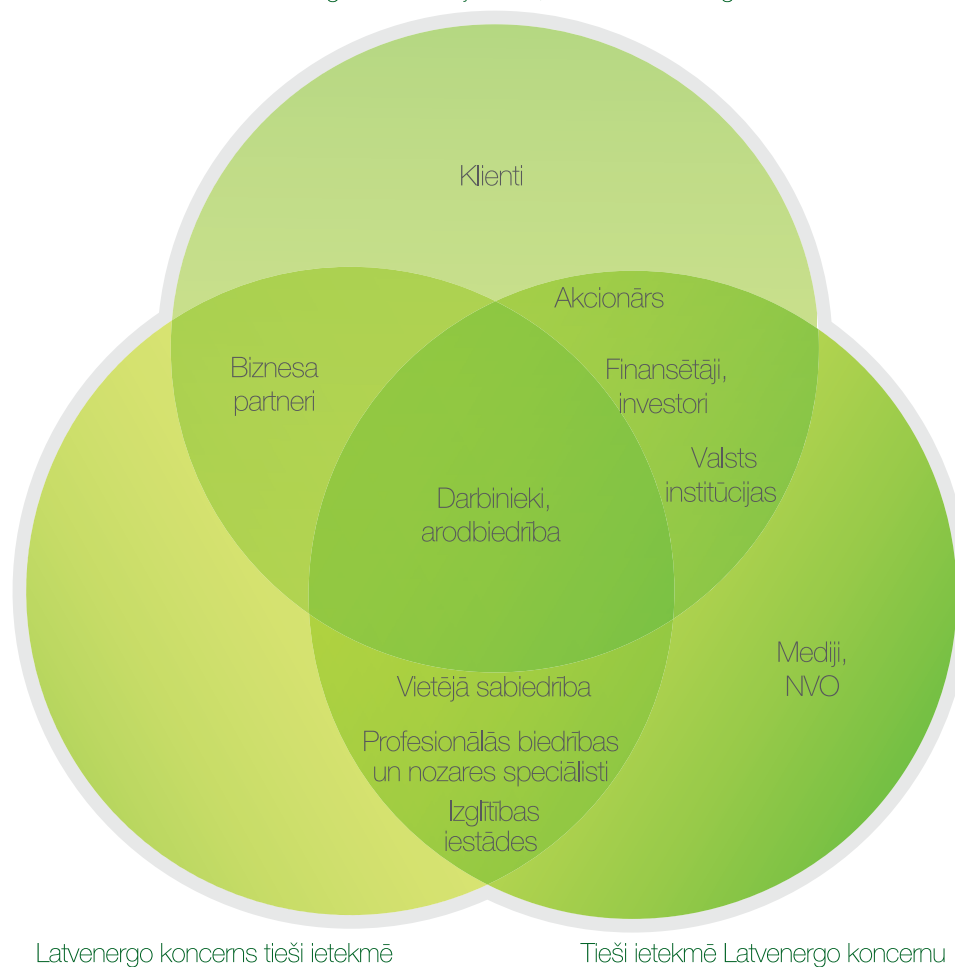 Klienti
Akcionārs
Biznesa
partneri
Finansētāji,
investori
Valsts
institūcijas
Darbinieki,
arodbiedrība
Mediji,
NVO
Vietējā sabiedrība
Profesionālās biedrības
un nozares speciālisti
Izglītības
iestādes
Latvenergo koncerns tieši ietekmē
Tieši ietekmē Latvenergo koncernu